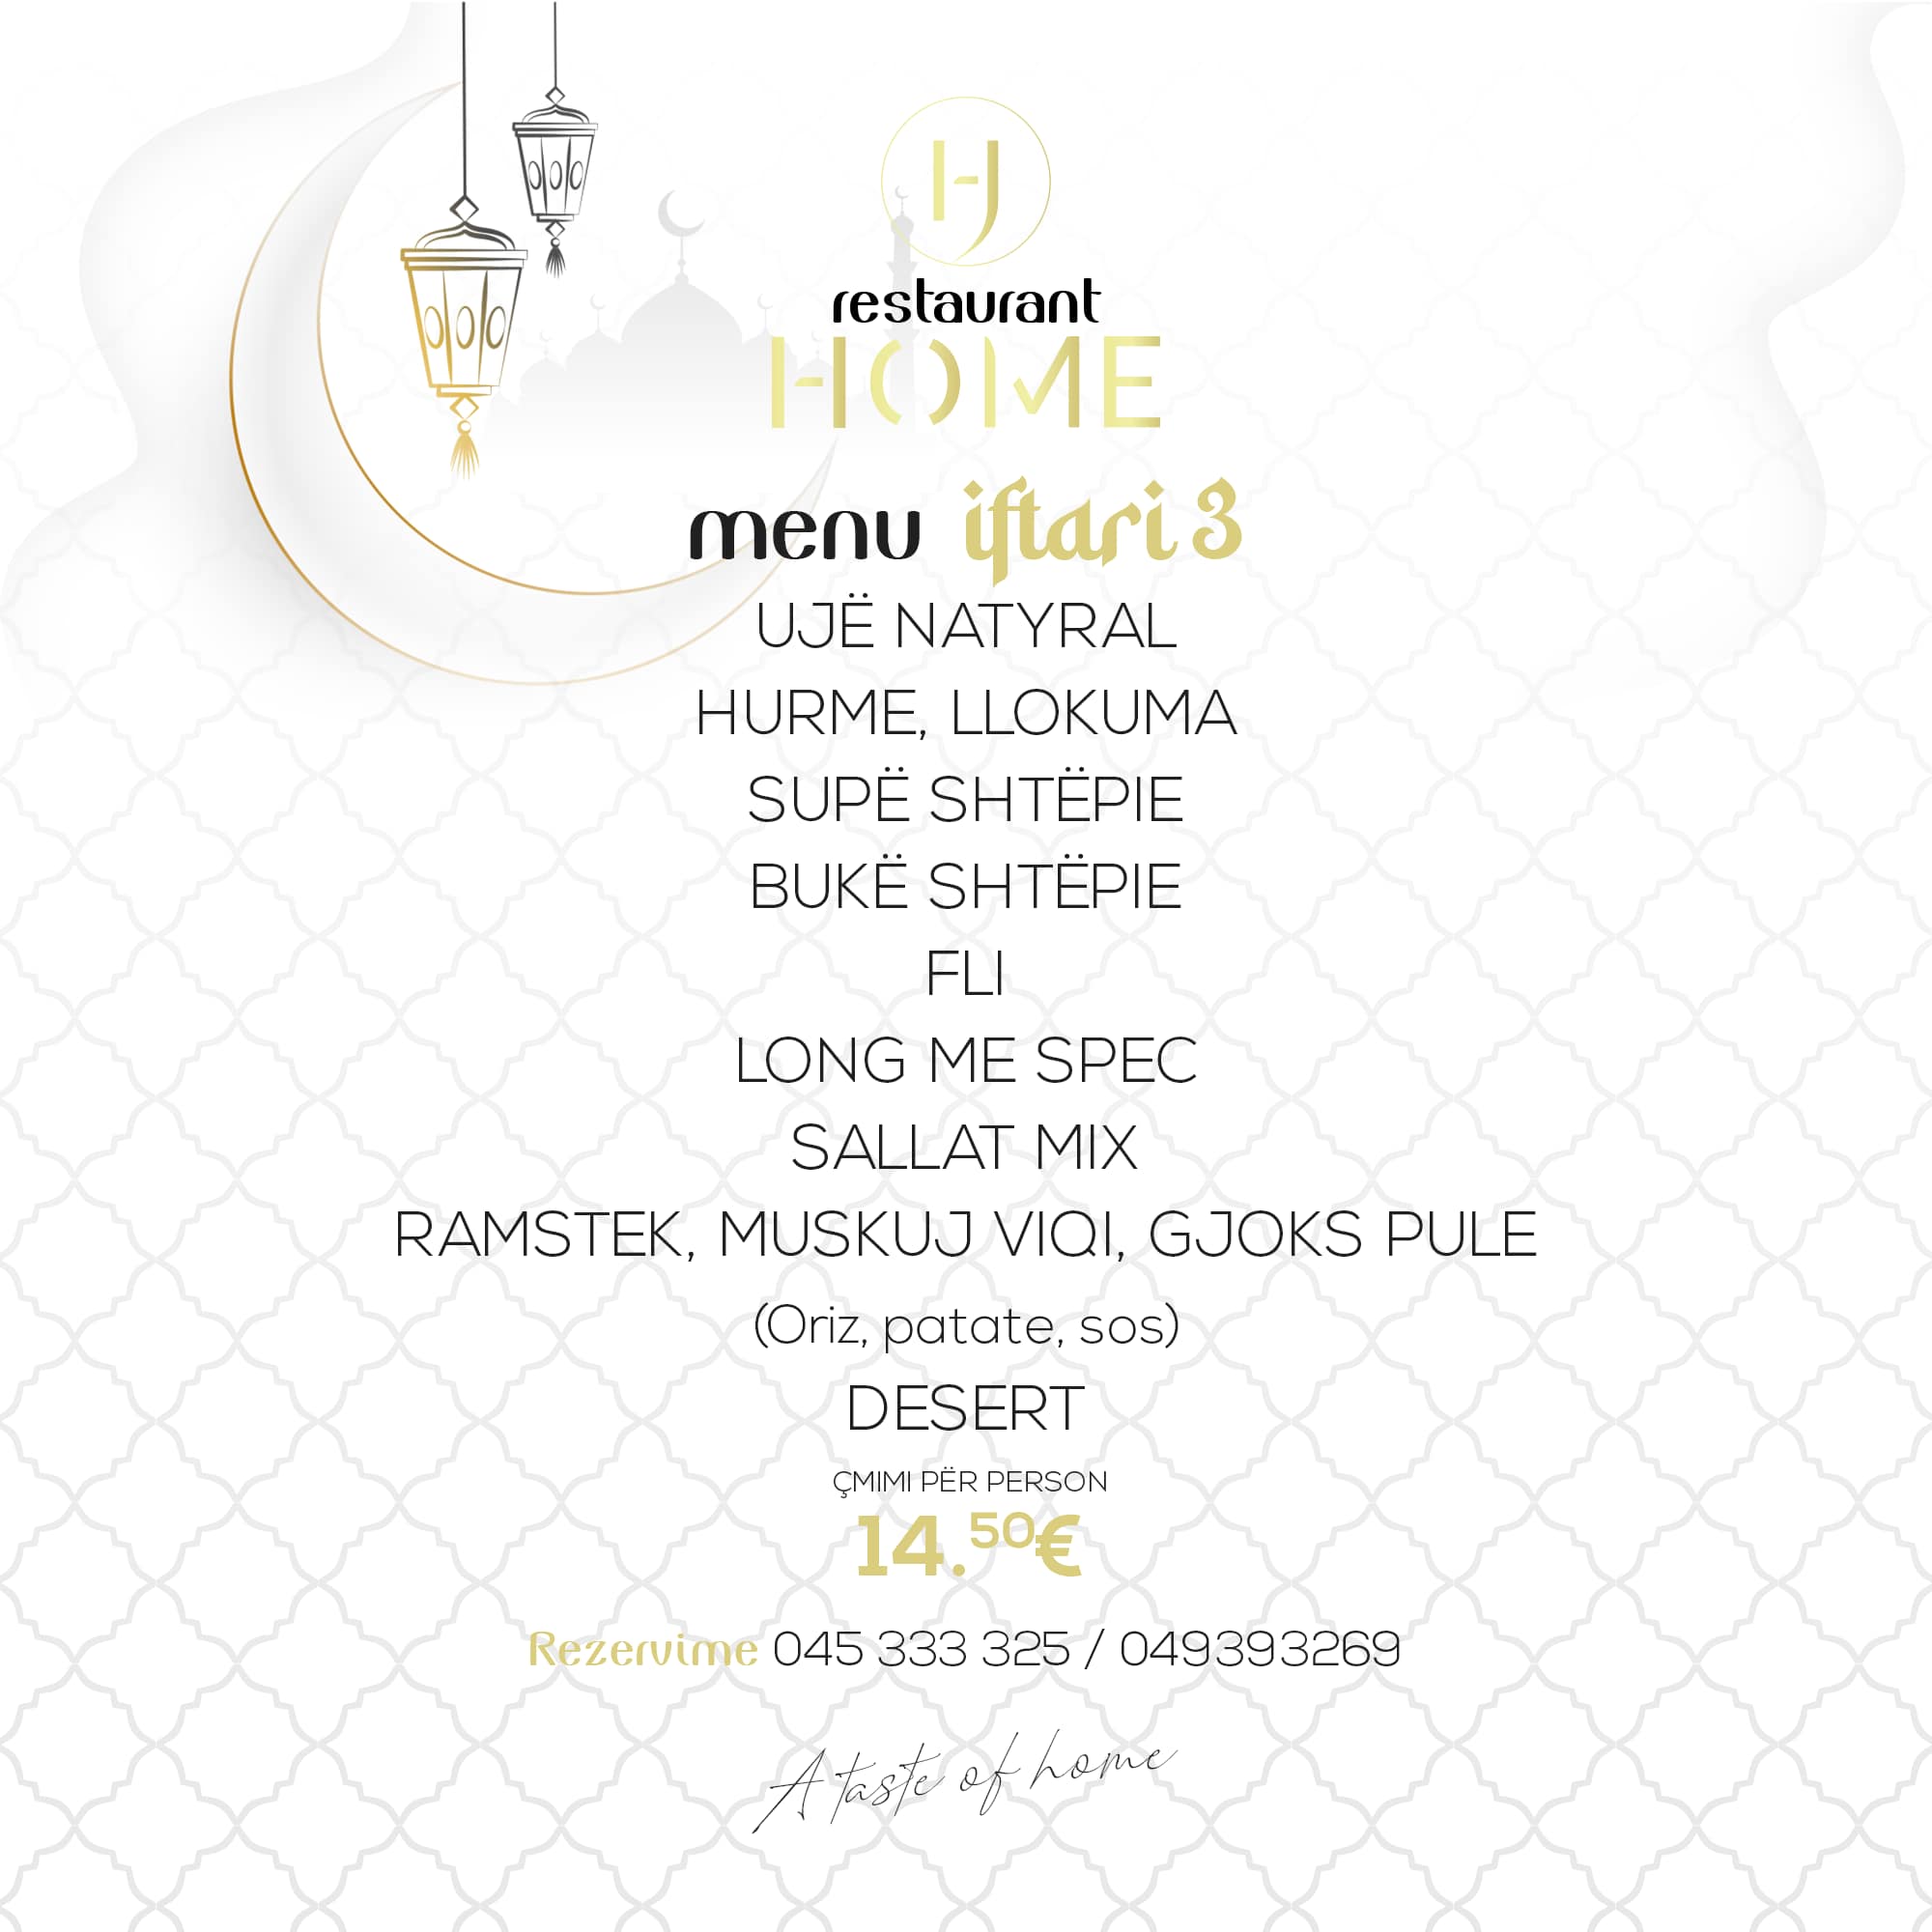 H
restaurant
HOME
menu iftari 3
UJË NATYRAL
HURME, LLOKUMA
SUPË SHTËPIE
BUKË SHTËPIE
FLI
LONG ME SPEC
SALLAT MIX
RAMSTEK, MUSKUJ VIQI, GJOKS PULE
(Oriz, patate, sos)
DESERT
ÇMIMI PËR PERSON
14.50€
Rezervime 045 333 325 / 049393269
A taste of home